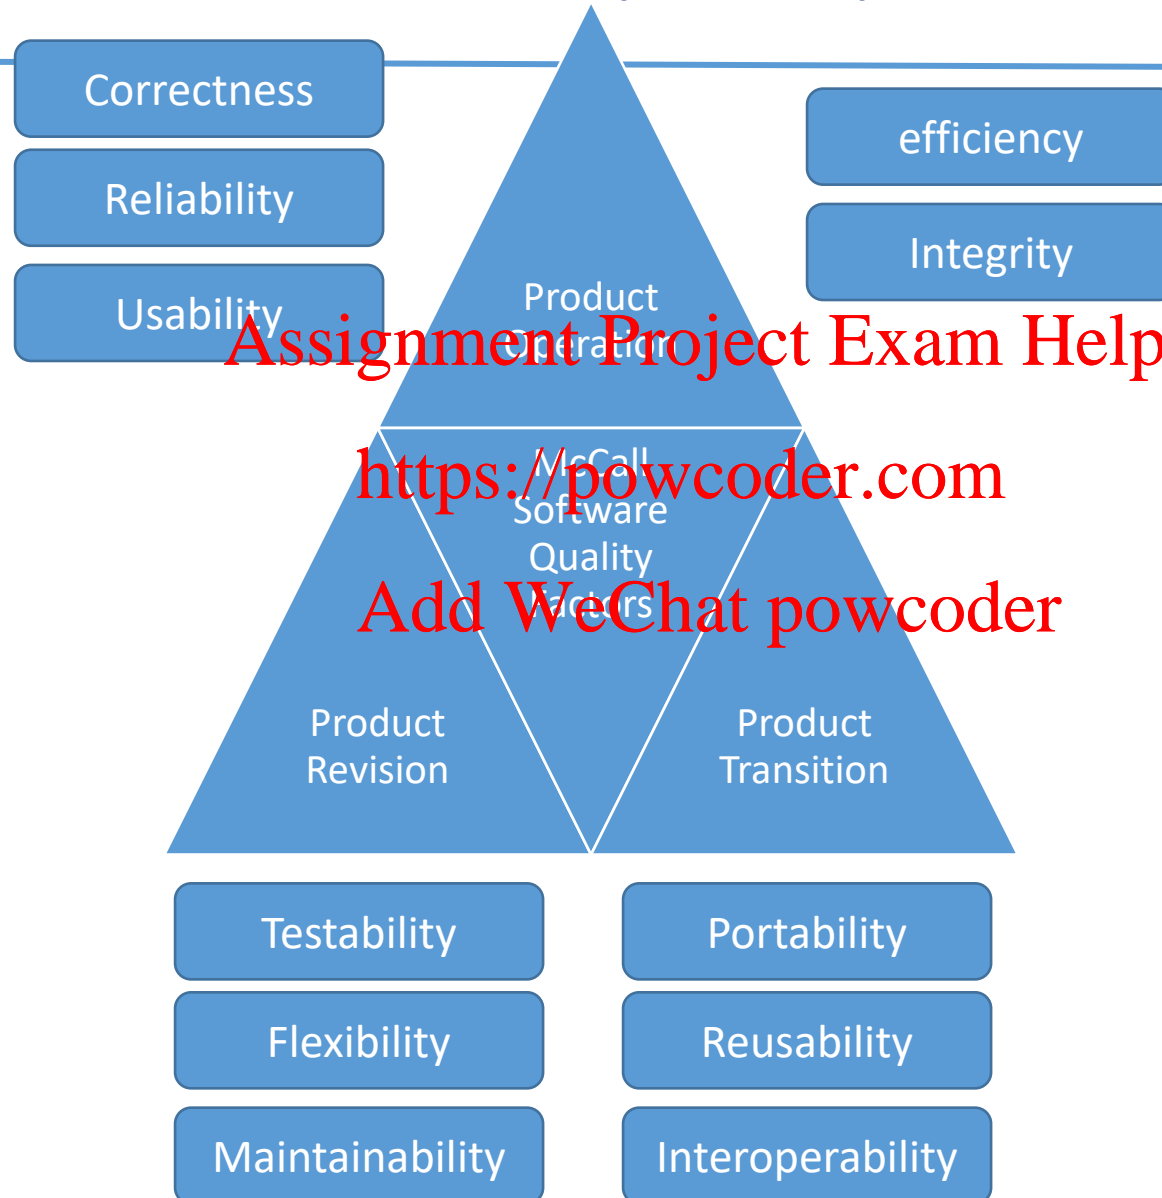 Correctness
efficiency
Reliability
Integrity
Usability
Product
Operation
Assignment Project Exam Help
McCall
https://powcoder.com
Software
Quality
Factors
Add WeChat powcoder
Product
Revision
Product
Transition
Testability
Portability
Flexibility
Reusability
Maintainability
Interoperability